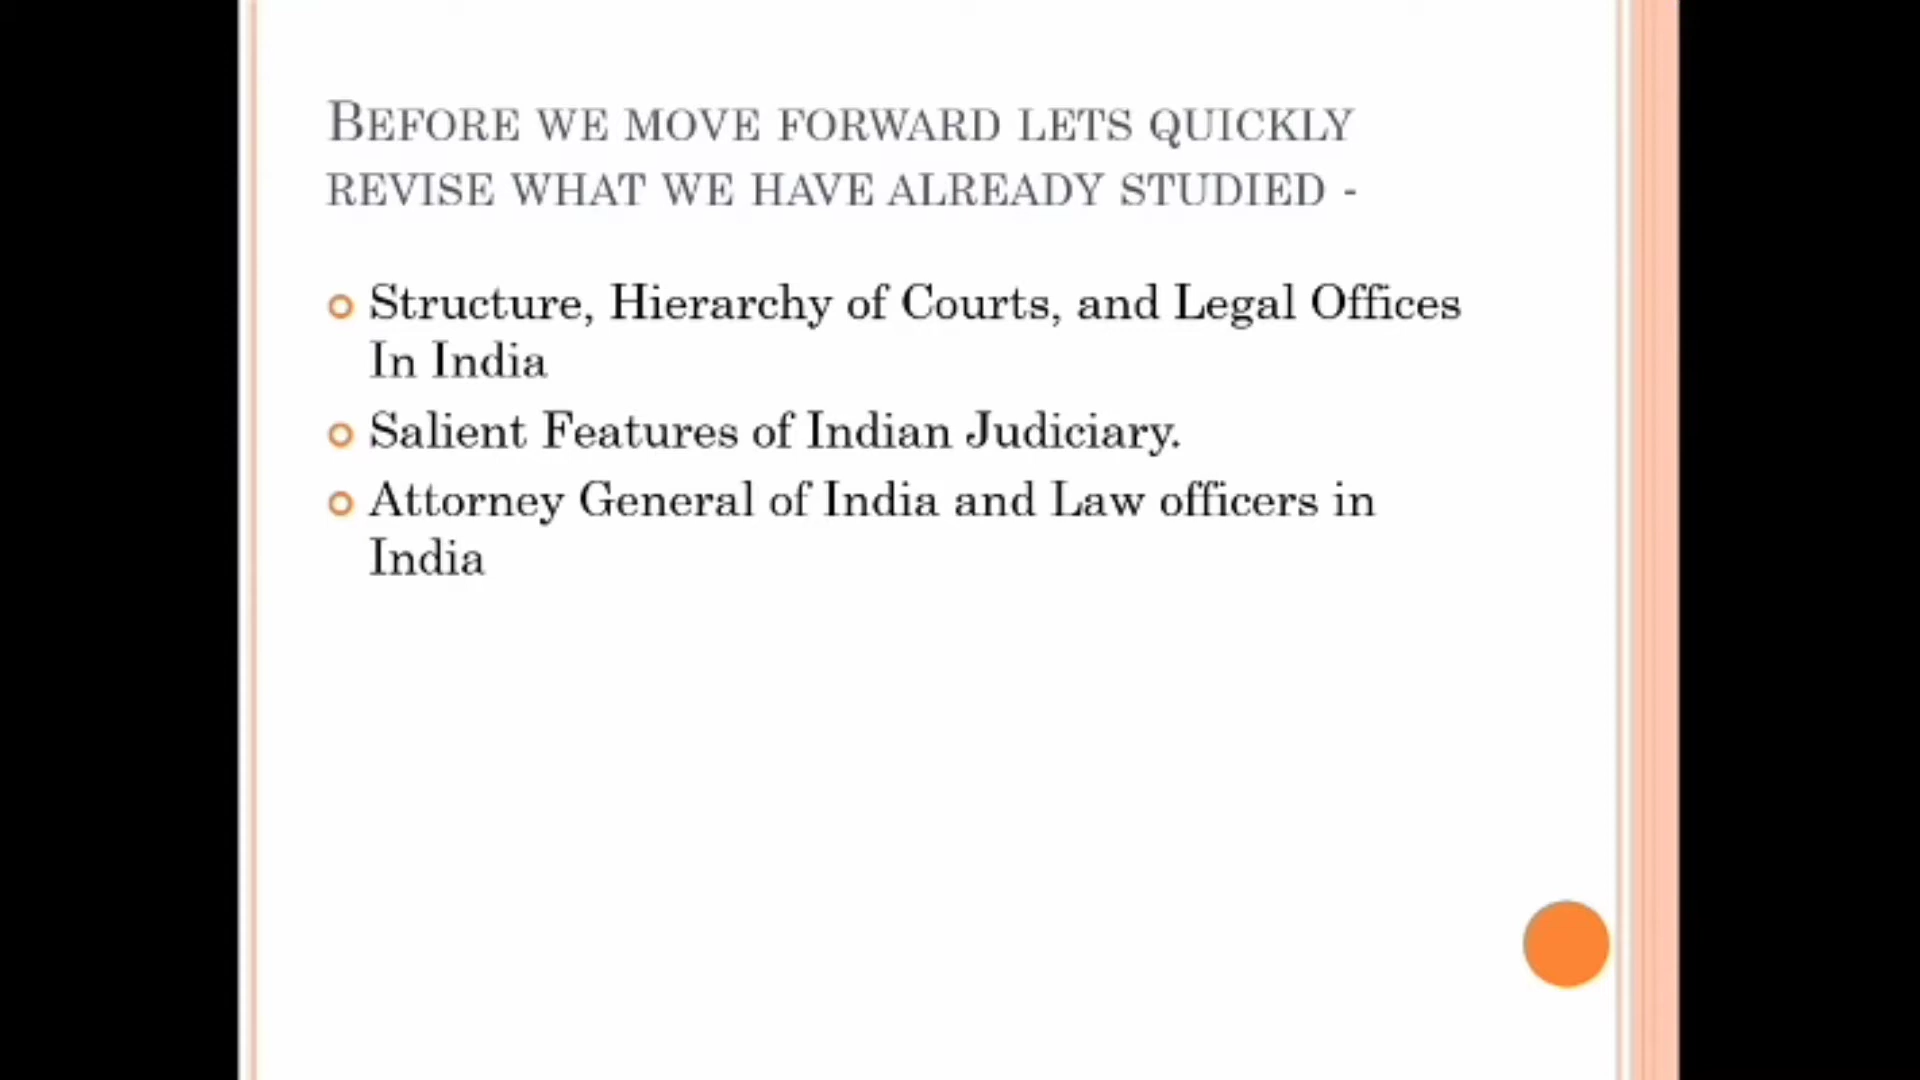 BEFORE WE MOVE FORWARD LETS QUICKLY
REVISE WHAT WE HAVE ALREADY STUDIED -
Structure, Hierarchy of Courts, and Legal Offices
In India
Salient Features of Indian Judiciary.
Attorney General of India and Law officers in
India